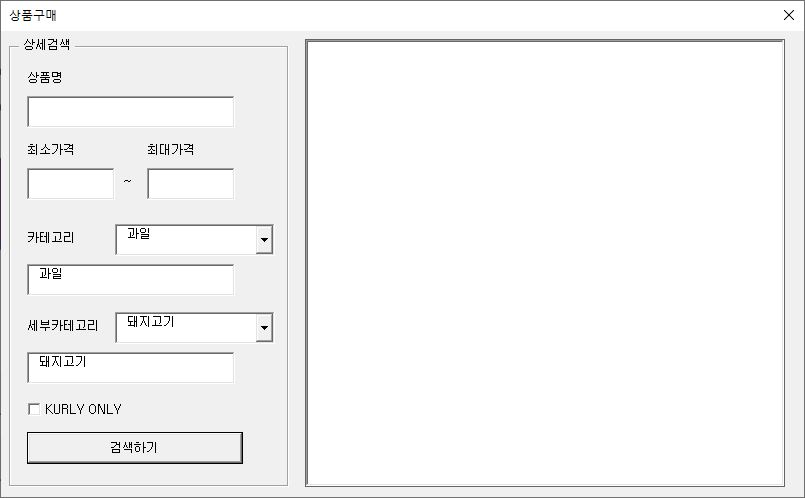 상품구매
상세검색
상품명
최소가격 최대가격
~
카테고리 과일
과일
세부카테고리 돼지고기
돼지고기
KURLY ONLY
검색하기